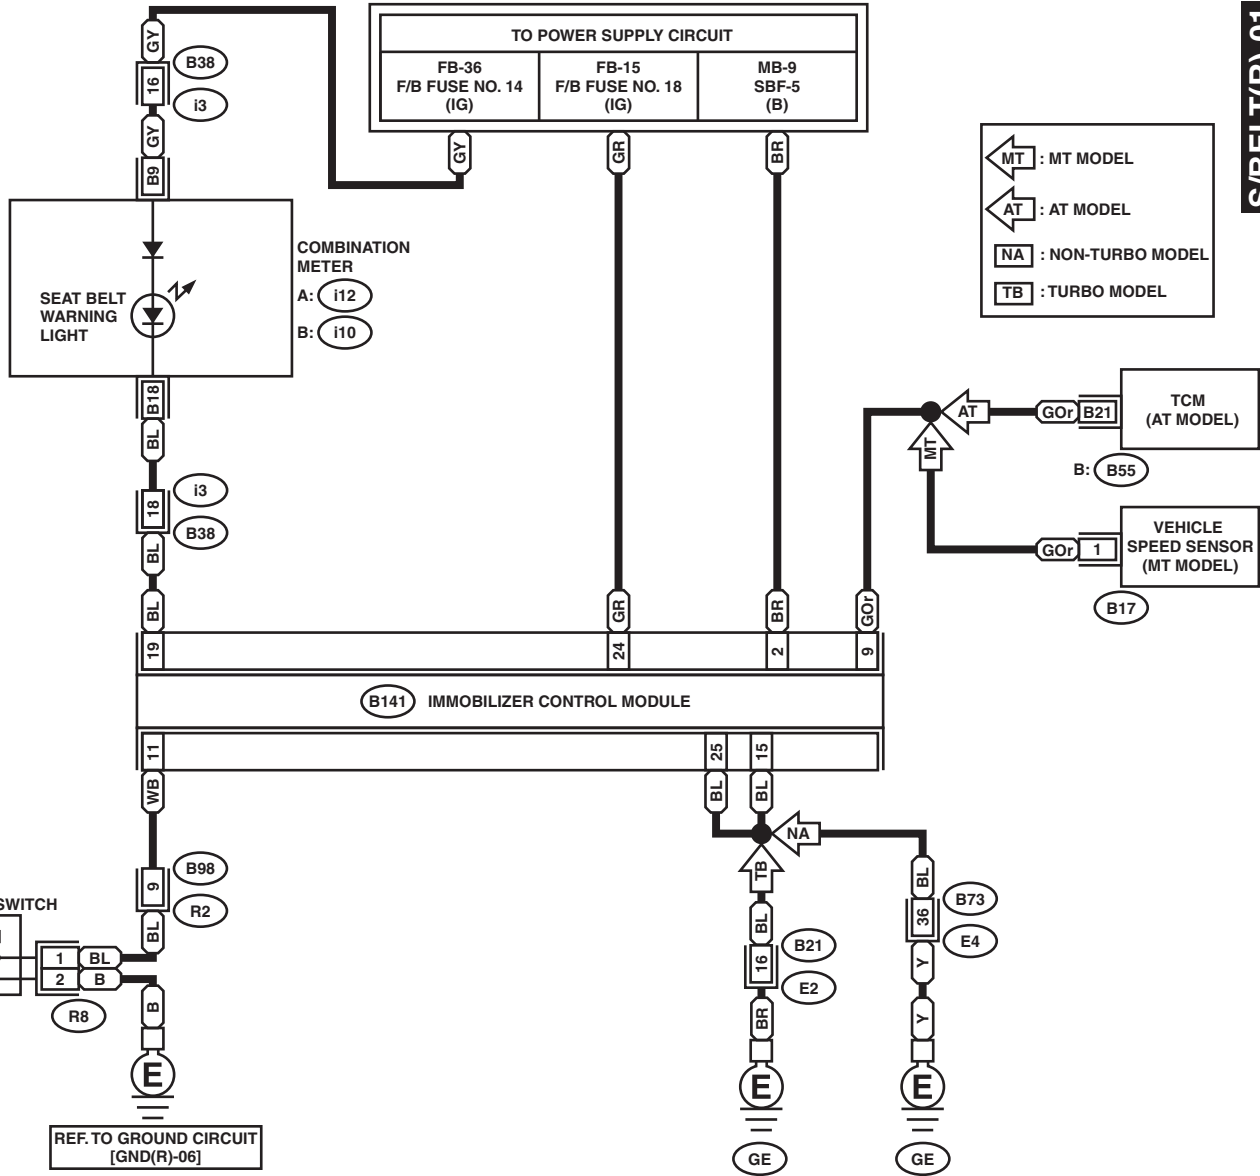 S/BELT(R)-01
TO POWER SUPPLY CIRCUIT
FB-36
F/B FUSE NO. 14
(IG)
FB-15
F/B FUSE NO. 18
(IG)
MB-9
SBF-5
(B)
GY
GR
BR
GY
16
B38
i3
GY
B9
MT : MT MODEL
AT : AT MODEL
NA : NON-TURBO MODEL
TB : TURBO MODEL
COMBINATION
METER
A: i12
B: i10
SEAT BELT
WARNING
LIGHT
B18
BL
18
i3
B38
BL
BL
GR
BR
GOr
AT
MT
GOr
B21
TCM
(AT MODEL)
B: B55
GOr
1
VEHICLE
SPEED SENSOR
(MT MODEL)
B17
19
24
2
9
B141 IMMOBILIZER CONTROL MODULE
11
25
15
WB
BL
BL
NA
TB
9
B98
R2
BL
SWITCH
1 BL
2 B
R8
B
E
REF. TO GROUND CIRCUIT
[GND(R)-06]
BL
16
B21
E2
BR
E
GE
BL
36
B73
E4
Y
Y
E
GE